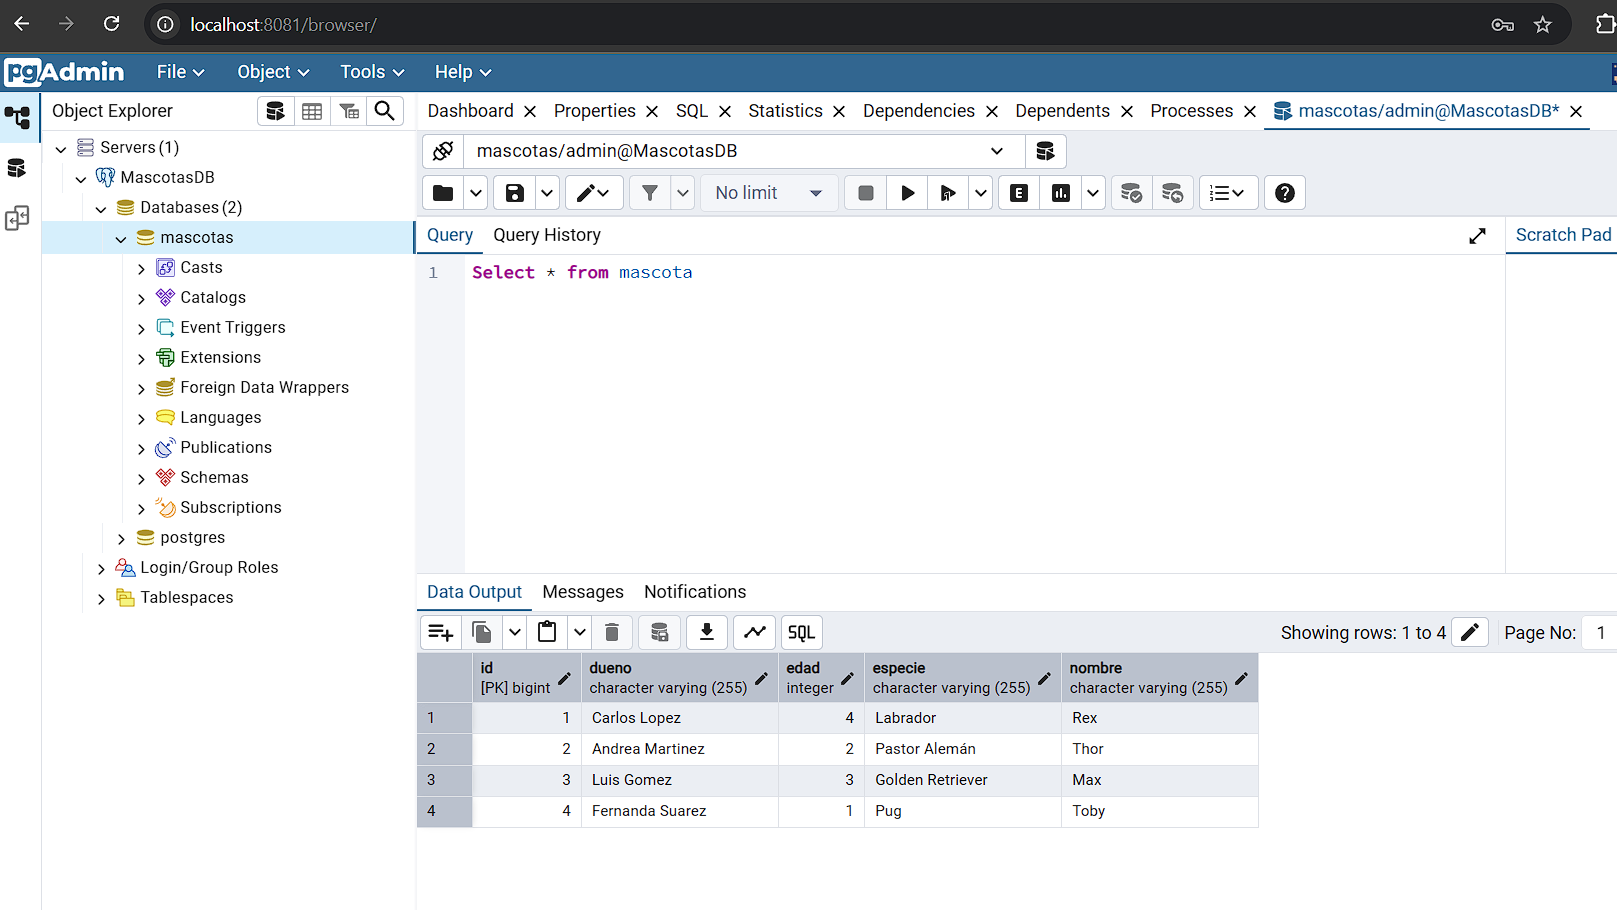 localhost:8081/browser/
pgAdmin File Object Tools Help
Object Explorer
Dashboard Properties SQL Statistics Dependencies Dependents Processes mascotas/admin@MascotasDB*
Servers (1)
MascotasDB
Databases (2)
mascotas
Casts
Catalogs
Event Triggers
Extensions
Foreign Data Wrappers
Languages
Publications
Schemas
Subscriptions
postgres
Login/Group Roles
Tablespaces
mascotas/admin@MascotasDB
No limit E
Query Query History Scratch Pad
1 Select * from mascota
Data Output Messages Notifications
SQL Showing rows: 1 to 4 Page No: 1
id dueno edad especie nombre
[PK] bigint character varying (255) integer character varying (255) character varying (255)
1 1 Carlos Lopez 4 Labrador Rex
2 2 Andrea Martinez 2 Pastor Alemán Thor
3 3 Luis Gomez 3 Golden Retriever Max
4 4 Fernanda Suarez 1 Pug Toby